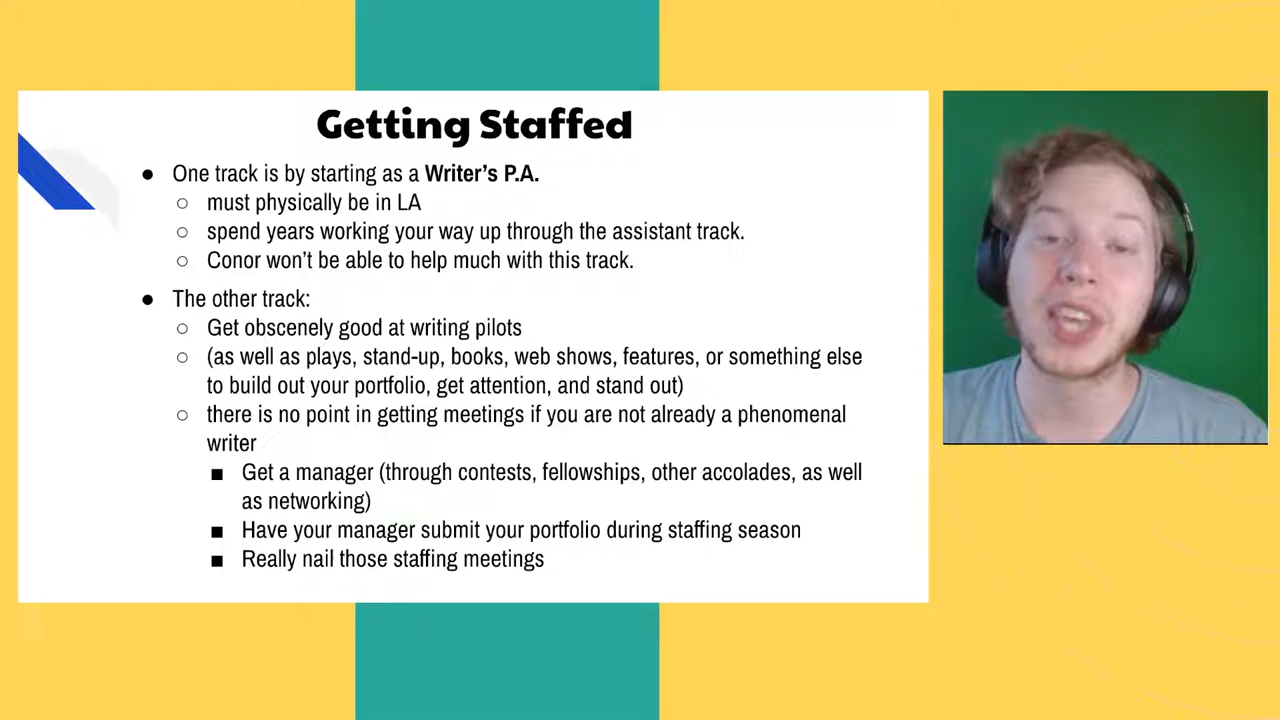 Getting Staffed
● One track is by starting as a Writer's P.A.
○ must physically be in LA
○ spend years working your way up through the assistant track.
○ Conor won't be able to help much with this track.
● The other track:
○ Get obscenely good at writing pilots
○ (as well as plays, stand-up, books, web shows, features, or something else
to build out your portfolio, get attention, and stand out)
○ there is no point in getting meetings if you are not already a phenomenal
writer
■ Get a manager (through contests, fellowships, other accolades, as well
as networking)
■ Have your manager submit your portfolio during staffing season
■ Really nail those staffing meetings